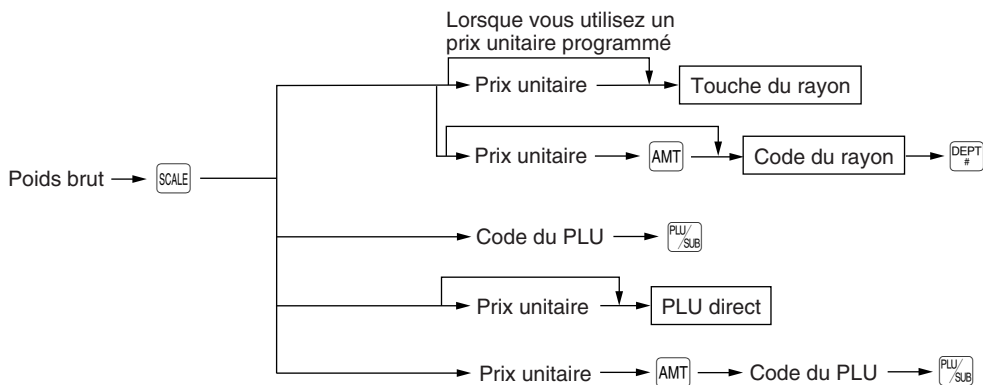 Lorsque vous utilisez un
prix unitaire programmé
Prix unitaire Touche du rayon
Prix unitaire AMT Code du rayon DEPT #
Poids brut SCALE
Code du PLU PLU/SUB
Prix unitaire PLU direct
Prix unitaire AMT Code du PLU PLU/SUB